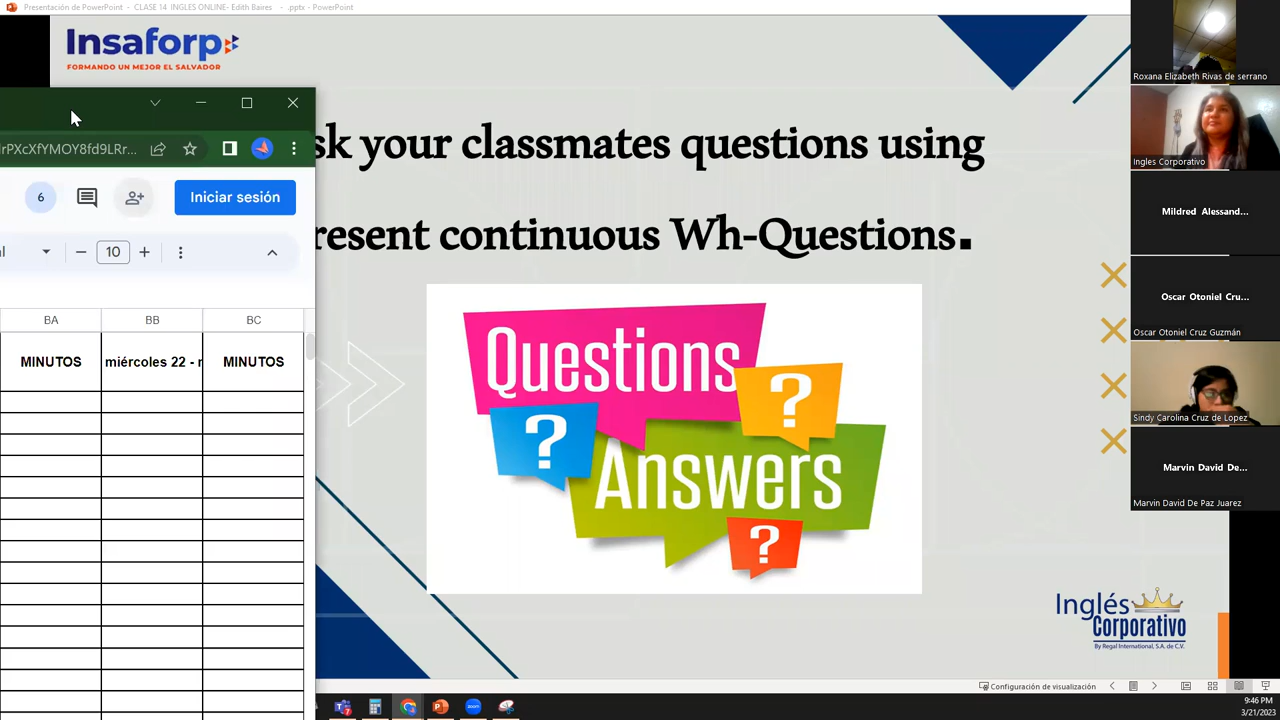 Presentación de PowerPoint - CLASE 14 INGLES ONLINE- Edith Baires - .pptx - PowerPoint
Insaforp
FORMANDO UN MEJOR EL SALVADOR
sk your classmates questions using
resent continuous Wh-Questions.
Questions
?
?
Answers
?
Inglés
Corporativo
By Regal International, S.A. de C.V.
rPXcXfYMOY8fd9LRr...
6
Iniciar sesión
10
BA
BB
BC
MINUTOS
miércoles 22 -
MINUTOS
Roxana Elizabeth Rivas de serrano
Ingles Corporativo
Mildred Alessand...
Oscar Otoniel Cru...
Oscar Otoniel Cruz Guzmán
Sindy Carolina Cruz de Lopez
Marvin David De...
Marvin David De Paz Juarez
Configuración de visualización
9:46 PM
3/21/2023